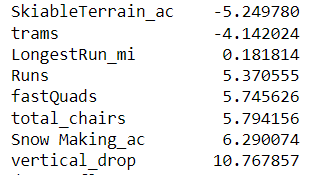 SkiableTerrain_ac -5.249780
trams -4.142024
LongestRun_mi 0.181814
Runs 5.370555
fastQuads 5.745626
total_chairs 5.794156
Snow Making_ac 6.290074
vertical_drop 10.767857